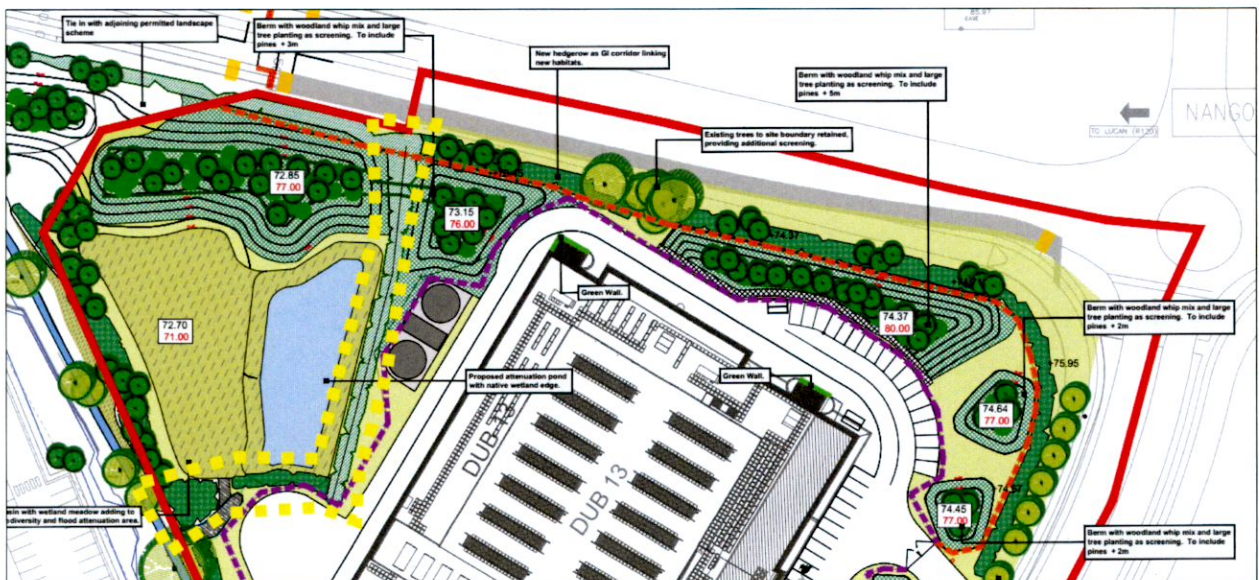 85.97
EAVE
Tie in with adjoining permitted landscape
scheme
Berm with woodland whip mix and large
tree planting as screening. To include
pines + 3m
New hedgerow as GI corridor linking
new habitats.
Berm with woodland whip mix and large
tree planting as screening. To include
pines + 5m
NANGO
TO LUCAN (R120)
Existing trees to site boundary retained,
providing additional screening.
72.85
77.00
73.15
76.00
+74.37
Green Wall.
74.37
80.00
Berm with woodland whip mix and large
tree planting as screening. To include
pines + 2m
72.70
71.00
+75.95
Proposed attenuation pond
with native wetland edge.
Green Wall.
74.64
77.00
DUB 13
DUB 13
74.45
77.00
with wetland meadow adding to
diversity and flood attenuation area.
Berm with woodland whip mix and large
tree planting as screening. To include
pines + 2m